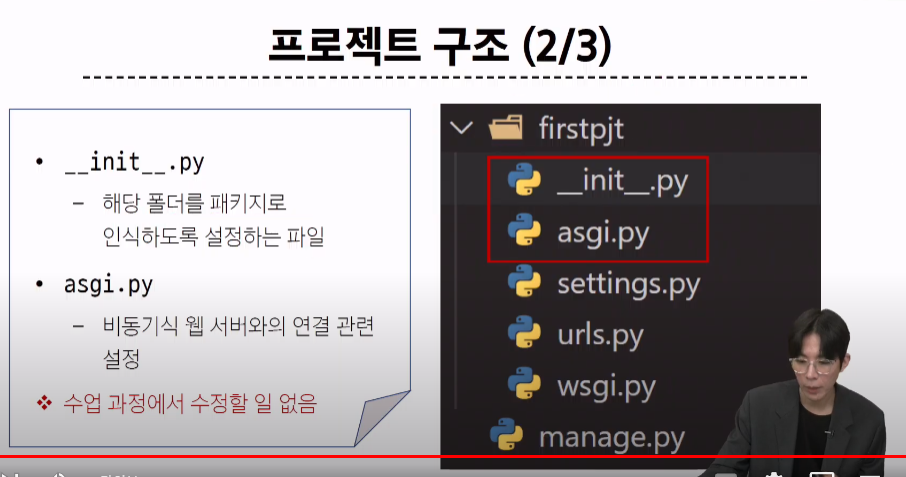 프로젝트 구조 (2/3)
• __init__.py
– 해당 폴더를 패키지로
인식하도록 설정하는 파일
• asgi.py
– 비동기식 웹 서버와의 연결 관련
설정
❖ 수업 과정에서 수정할 일 없음
firstpjt
__init__.py
asgi.py
settings.py
urls.py
wsgi.py
manage.py